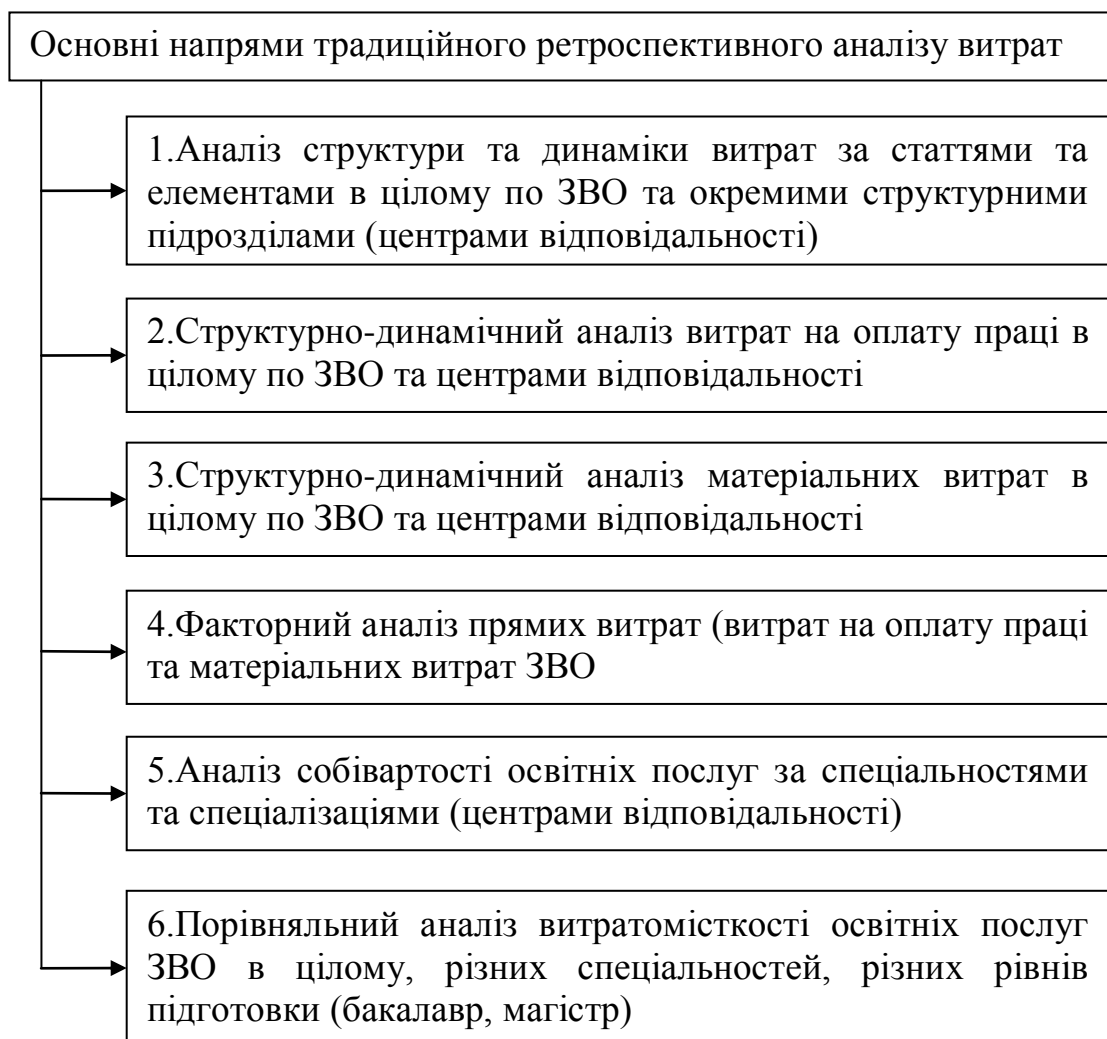 Основні напрями традиційного ретроспективного аналізу витрат
1.Аналіз структури та динаміки витрат за статтями та
елементами в цілому по ЗВО та окремими структурними
підрозділами (центрами відповідальності)
2.Структурно-динамічний аналіз витрат на оплату праці в
цілому по ЗВО та центрами відповідальності
3.Структурно-динамічний аналіз матеріальних витрат в
цілому по ЗВО та центрами відповідальності
4.Факторний аналіз прямих витрат (витрат на оплату праці
та матеріальних витрат ЗВО
5.Аналіз собівартості освітніх послуг за спеціальностями
та спеціалізаціями (центрами відповідальності)
6.Порівняльний аналіз витратомісткості освітніх послуг
ЗВО в цілому, різних спеціальностей, різних рівнів
підготовки (бакалавр, магістр)